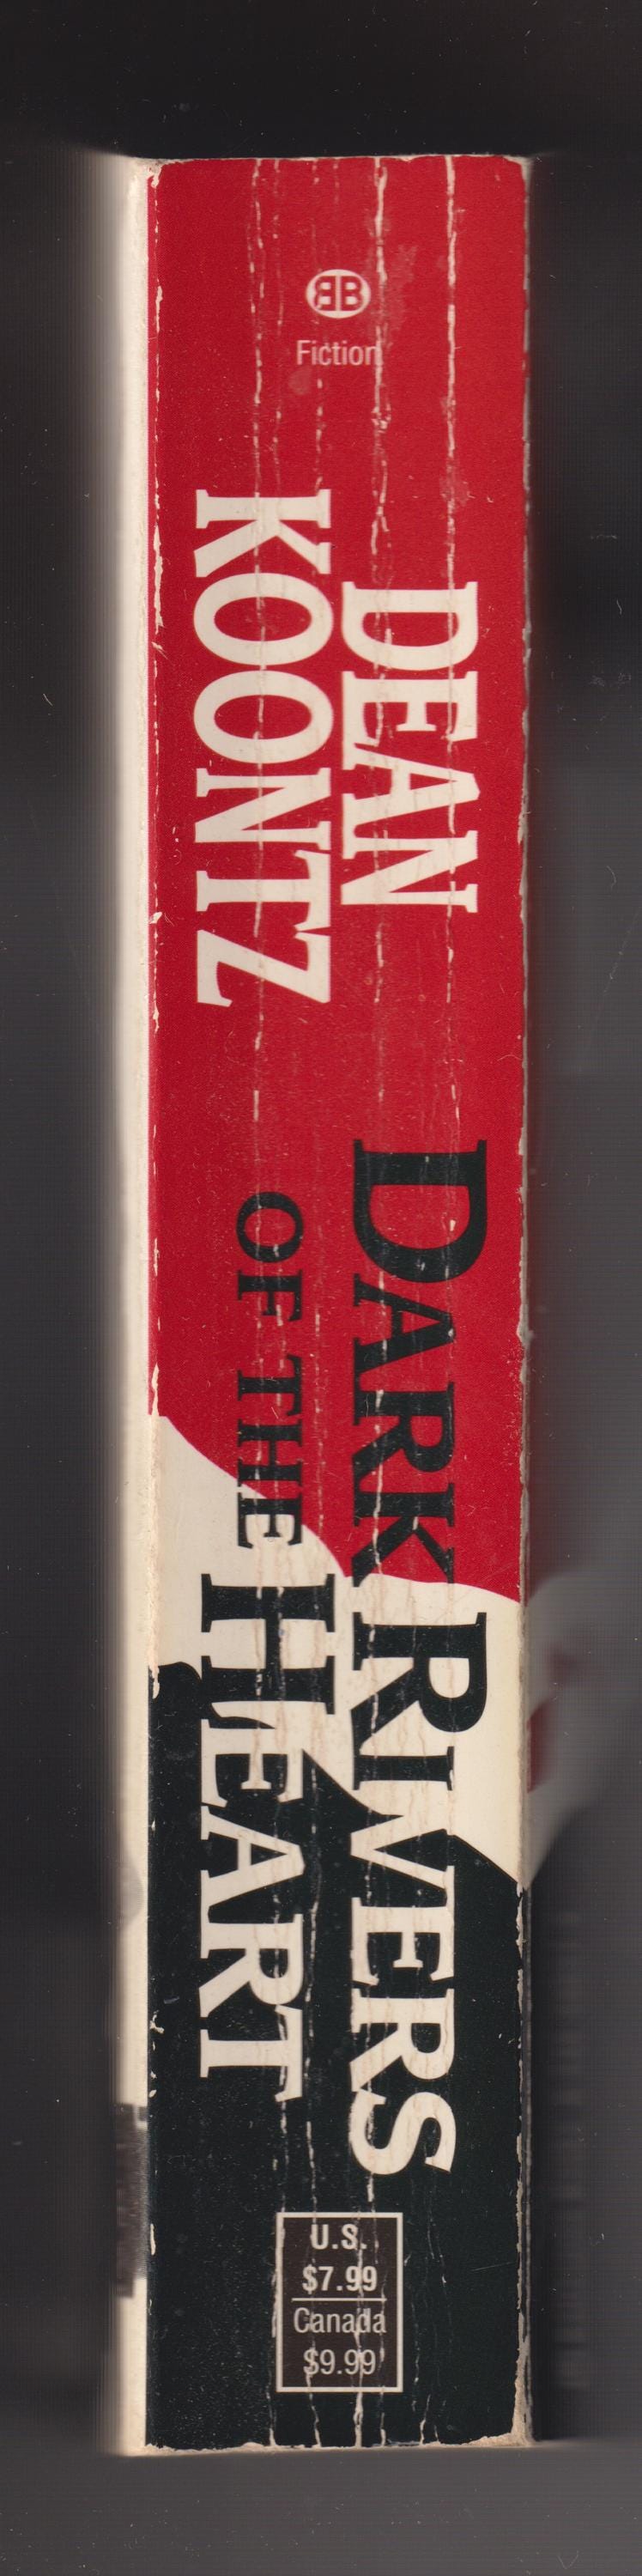 BB
Fiction
DEAN
KOONTZ
DARK RIVERS
OF THE HEART
U.S.
$7.99
Canada
$9.99